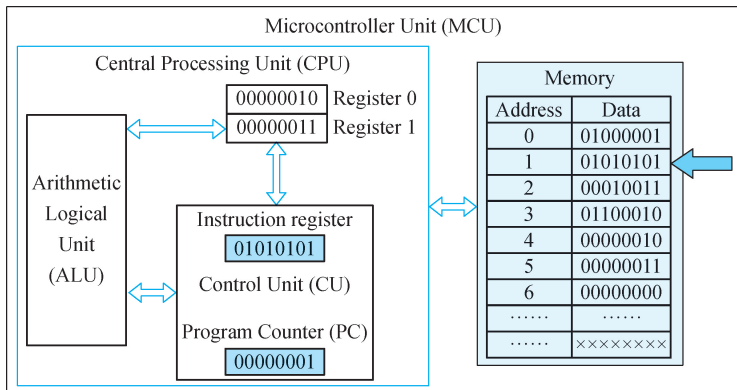 Microcontroller Unit (MCU)
Central Processing Unit (CPU)
00000010 Register 0
00000011 Register 1
Arithmetic
Logical
Unit
(ALU)
Instruction register
01010101
Control Unit (CU)
Program Counter (PC)
00000001
Memory
Address Data
0 01000001
1 01010101
2 00010011
3 01100010
4 00000010
5 00000011
6 00000000
…… ……
…… ××××××××